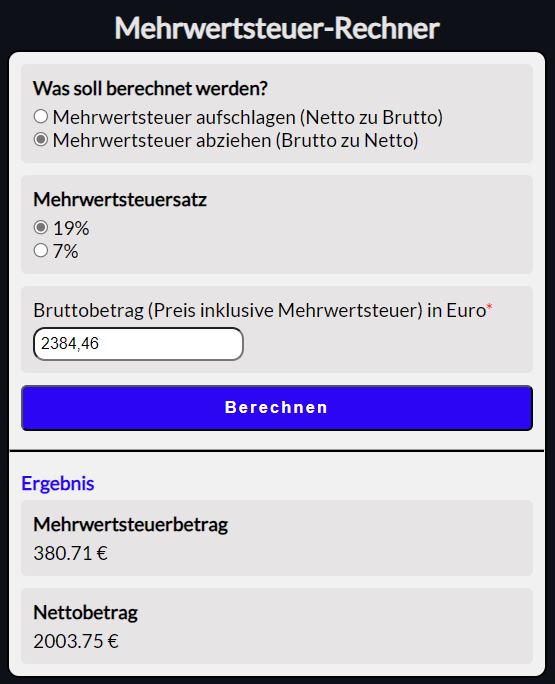 Mehrwertsteuer-Rechner
Was soll berechnet werden?
Mehrwertsteuer aufschlagen (Netto zu Brutto)
Mehrwertsteuer abziehen (Brutto zu Netto)
Mehrwertsteuersatz
19%
7%
Bruttobetrag (Preis inklusive Mehrwertsteuer) in Euro*
2384,46
Berechnen
Ergebnis
Mehrwertsteuerbetrag
380.71 €
Nettobetrag
2003.75 €